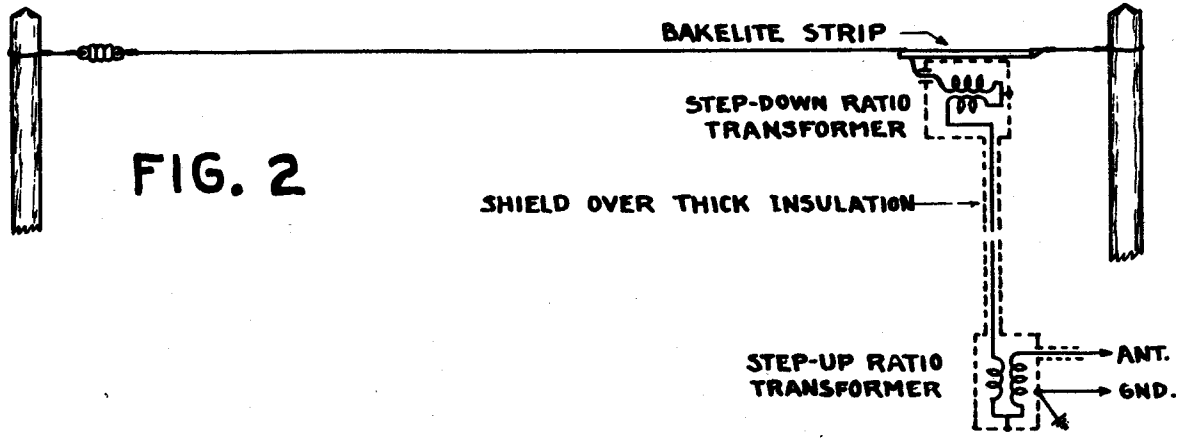 BAKELITE STRIP
STEP-DOWN RATIO
TRANSFORMER
FIG. 2
SHIELD OVER THICK INSULATION
STEP-UP RATIO
TRANSFORMER
ANT.
GND.